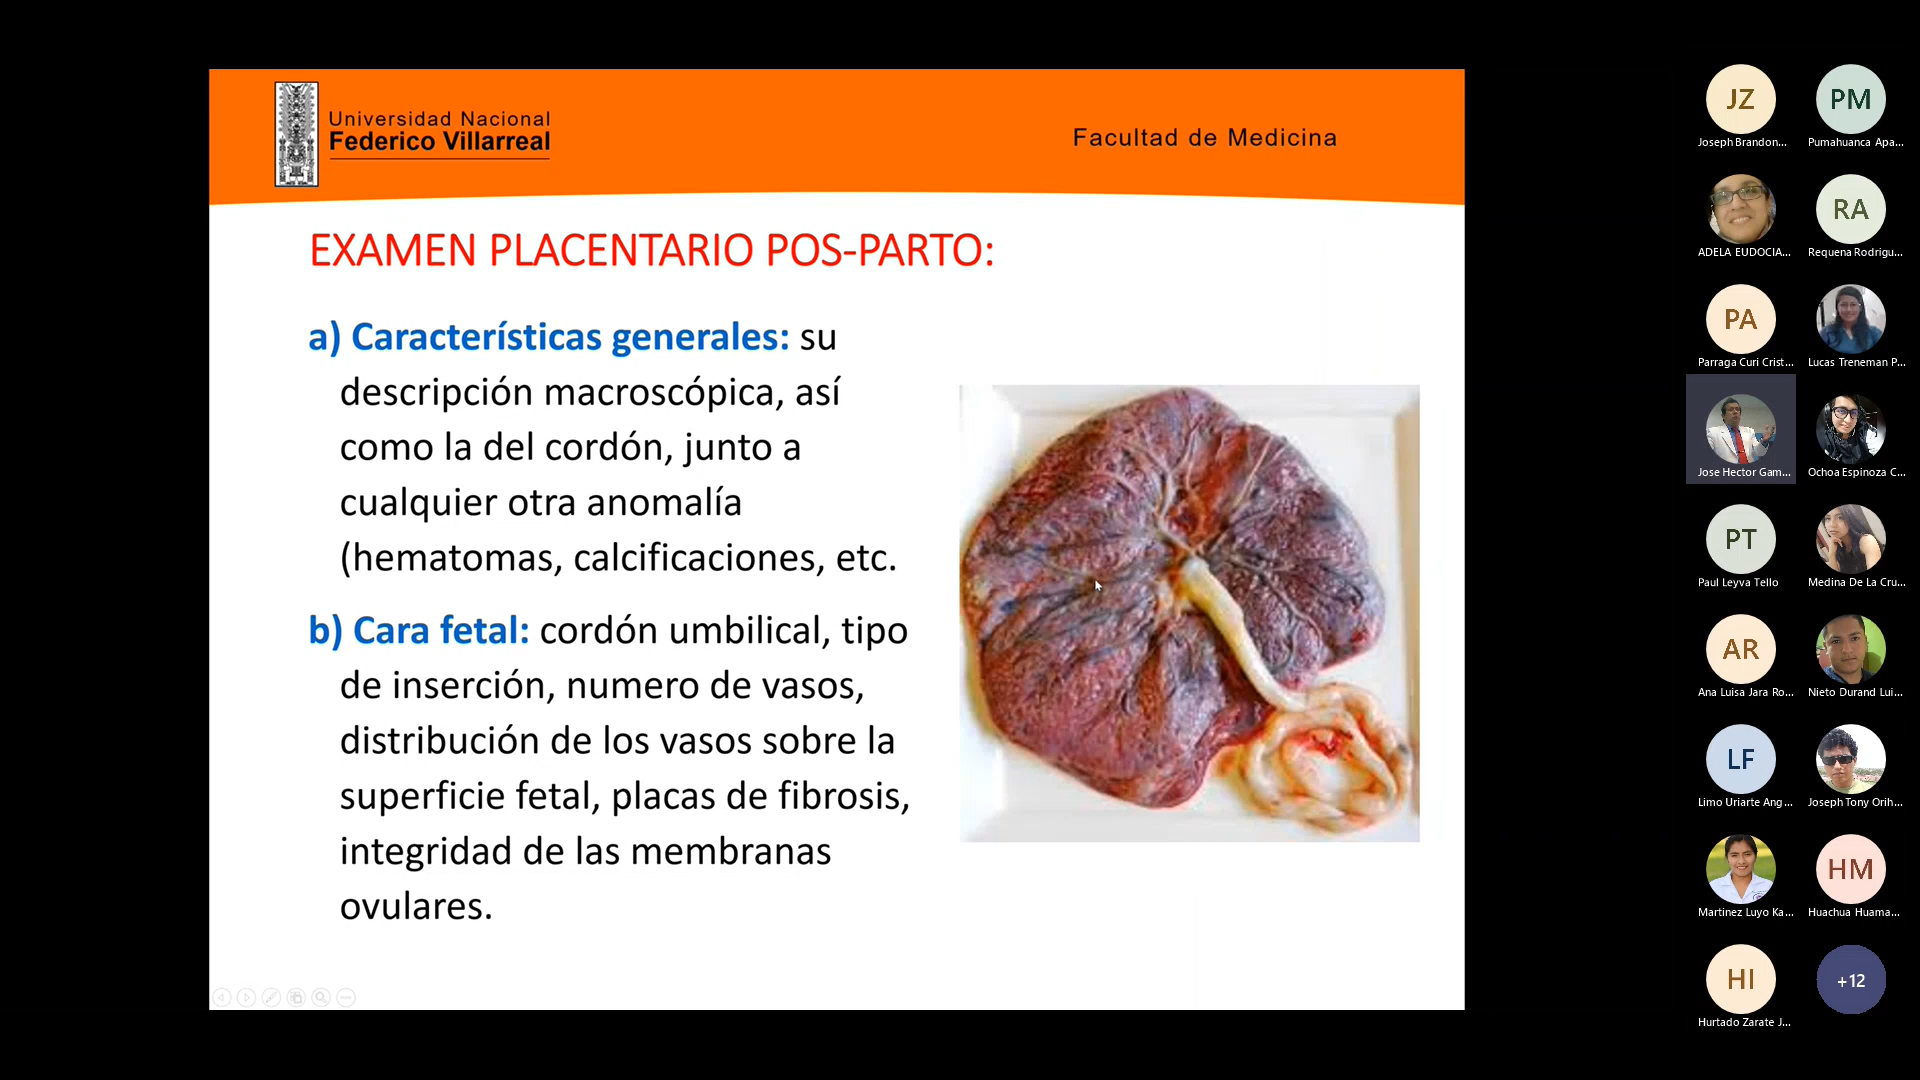 Universidad Nacional
Federico Villarreal
Facultad de Medicina
EXAMEN PLACENTARIO POS-PARTO:
a) Características generales: su
descripción macroscópica, así
como la del cordón, junto a
cualquier otra anomalía
(hematomas, calcificaciones, etc.
b) Cara fetal: cordón umbilical, tipo
de inserción, numero de vasos,
distribución de los vasos sobre la
superficie fetal, placas de fibrosis,
integridad de las membranas
ovulares.
JZ
Joseph Brandon...
PM
Pumahuanca Apa...
ADELA EUDOCIA...
RA
Requena Rodrigu...
PA
Parraga Curi Crist...
Lucas Treneman P...
Jose Hector Gam...
Ochoa Espinoza C...
PT
Paul Leyva Tello
Medina De La Cru...
AR
Ana Luisa Jara Ro...
Nieto Durand Lui...
LF
Limo Uriarte Ang...
Joseph Tony Orih...
Martinez Luyo Ka...
HM
Huachua Huama...
HI
Hurtado Zarate J...
+12